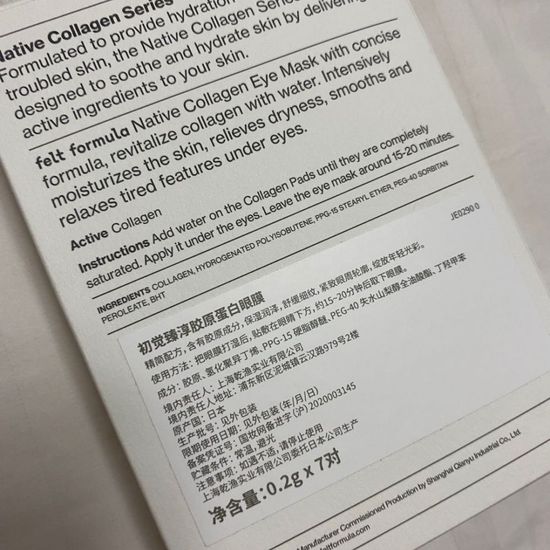 Native Collagen Series
Formulated to provide hydration
troubled skin, the Native Collagen Series
designed to soothe and hydrate skin by delivering
active ingredients to your skin.
felt formula Native Collagen Eye Mask with concise
formula, revitalize collagen with water. Intensively
moisturizes the skin, relieves dryness, smooths and
relaxes tired features under eyes.
Active Collagen
Instructions Add water on the Collagen Pads until they are completely
saturated. Apply it under the eyes. Leave the eye mask around 15-20 minutes.
INGREDIENTS COLLAGEN, HYDROGENATED POLYISOBUTENE, PPG-15 STEARYL ETHER, PEG-40 SORBITAN
PEROLEATE, BHT
JE0290 0
初觉臻淳胶原蛋白眼膜
精简配方,含有胶原成分,保湿润泽,舒缓细纹,紧致眼周轮廓,绽放年轻光彩。
使用方法:把眼膜打湿后,贴敷在眼睛下方,约15-20分钟后取下眼膜。
成分:胶原、氢化聚异丁烯、PPG-15 硬脂醇醚、PEG-40 失水山梨醇全油酸酯、丁羟甲苯
境内责任人:上海乾渔实业有限公司
境内责任人地址:浦东新区泥城镇云汉路979号2楼
原产国:日本
生产批号:见外包装
限期使用日期:见外包装(年/月/日)
备案凭证号:国妆网备进字(沪)2020003145
贮藏条件:常温,避光
注意事项:如遇不适,请停止使用
上海乾渔实业有限公司委托日本公司生产
净含量:0.2g x 7对
Manufacturer Commissioned Production by Shanghai Qianyu Industrial Co., Ltd.
feltformula.com